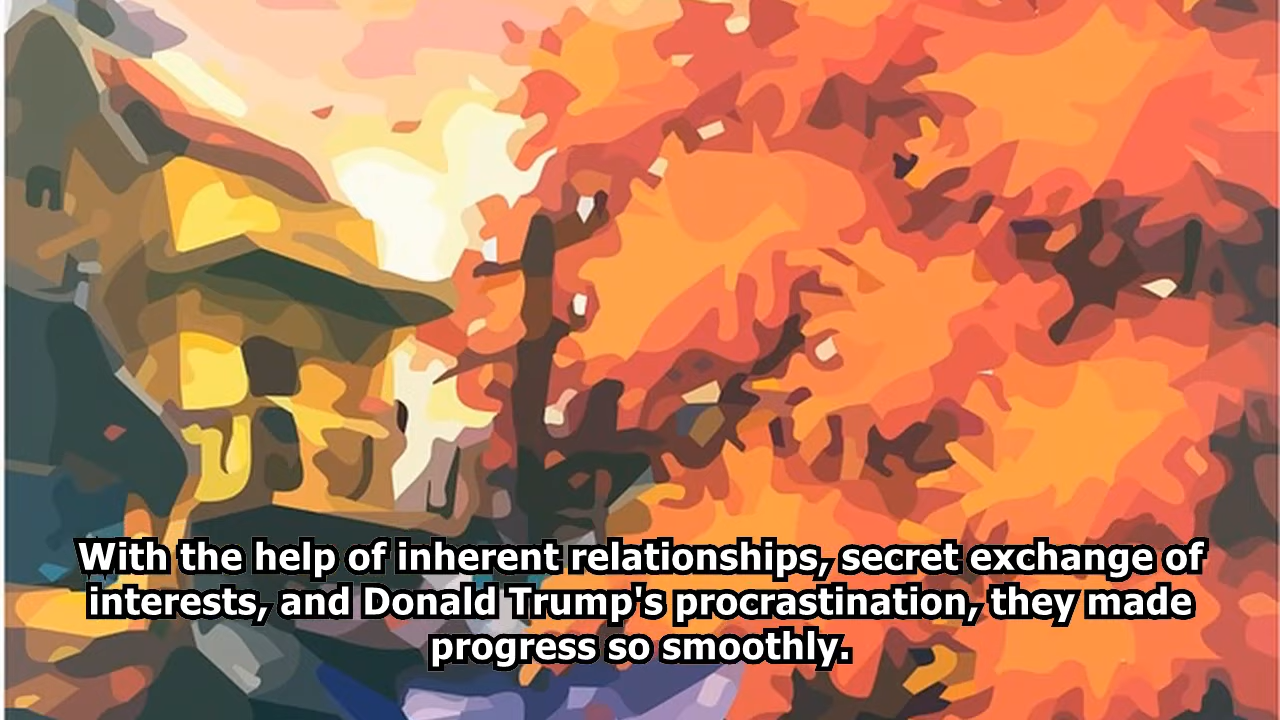 With the help of inherent relationships, secret exchange of
interests, and Donald Trump's procrastination, they made
progress so smoothly.